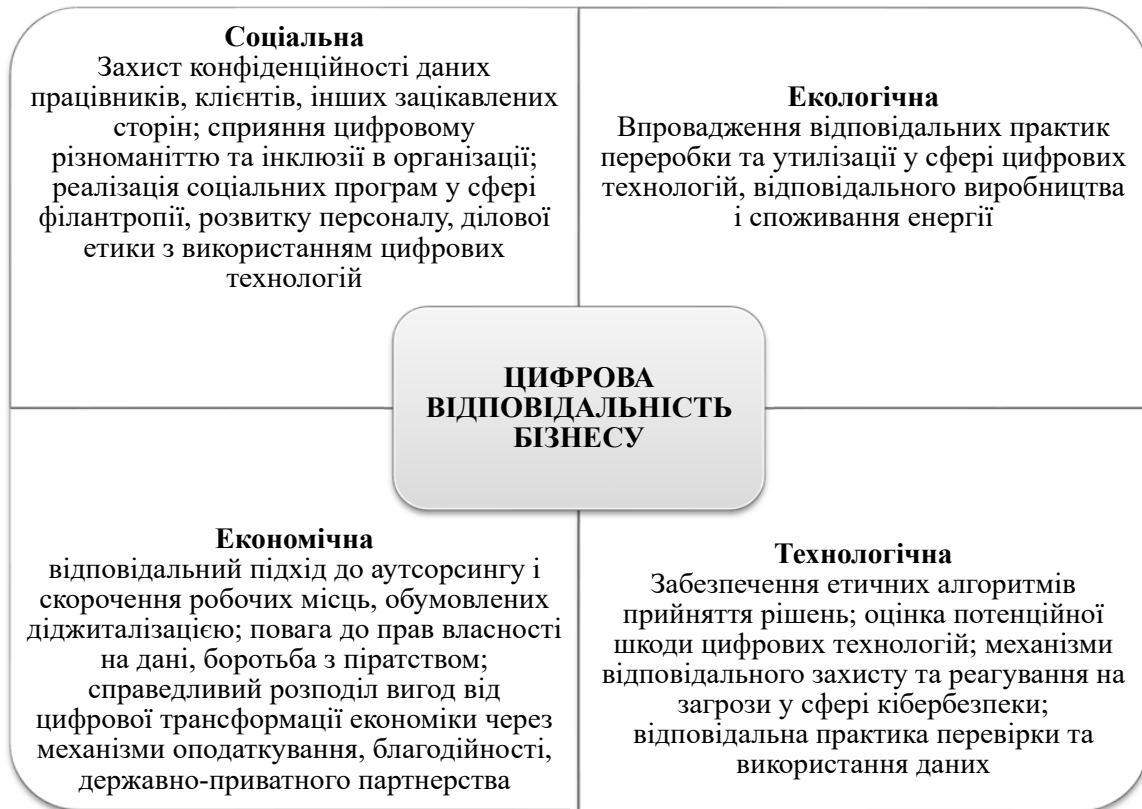 Соціальна
Захист конфіденційності даних
працівників, клієнтів, інших зацікавлених
сторін; сприяння цифровому
різноманіттю та інклюзії в організації;
реалізація соціальних програм у сфері
філантропії, розвитку персоналу, ділової
етики з використанням цифрових
технологій
Екологічна
Впровадження відповідальних практик
переробки та утилізації у сфері цифрових
технологій, відповідального виробництва
і споживання енергії
ЦИФРОВА
ВІДПОВІДАЛЬНІСТЬ
БІЗНЕСУ
Економічна
відповідальний підхід до аутсорсингу і
скорочення робочих місць, обумовлених
діджиталізацією; повага до прав власності
на дані, боротьба з піратством;
справедливий розподіл вигод від
цифрової трансформації економіки через
механізми оподаткування, благодійності,
державно-приватного партнерства
Технологічна
Забезпечення етичних алгоритмів
прийняття рішень; оцінка потенційної
шкоди цифрових технологій; механізми
відповідального захисту та реагування на
загрози у сфері кібербезпеки;
відповідальна практика перевірки та
використання даних